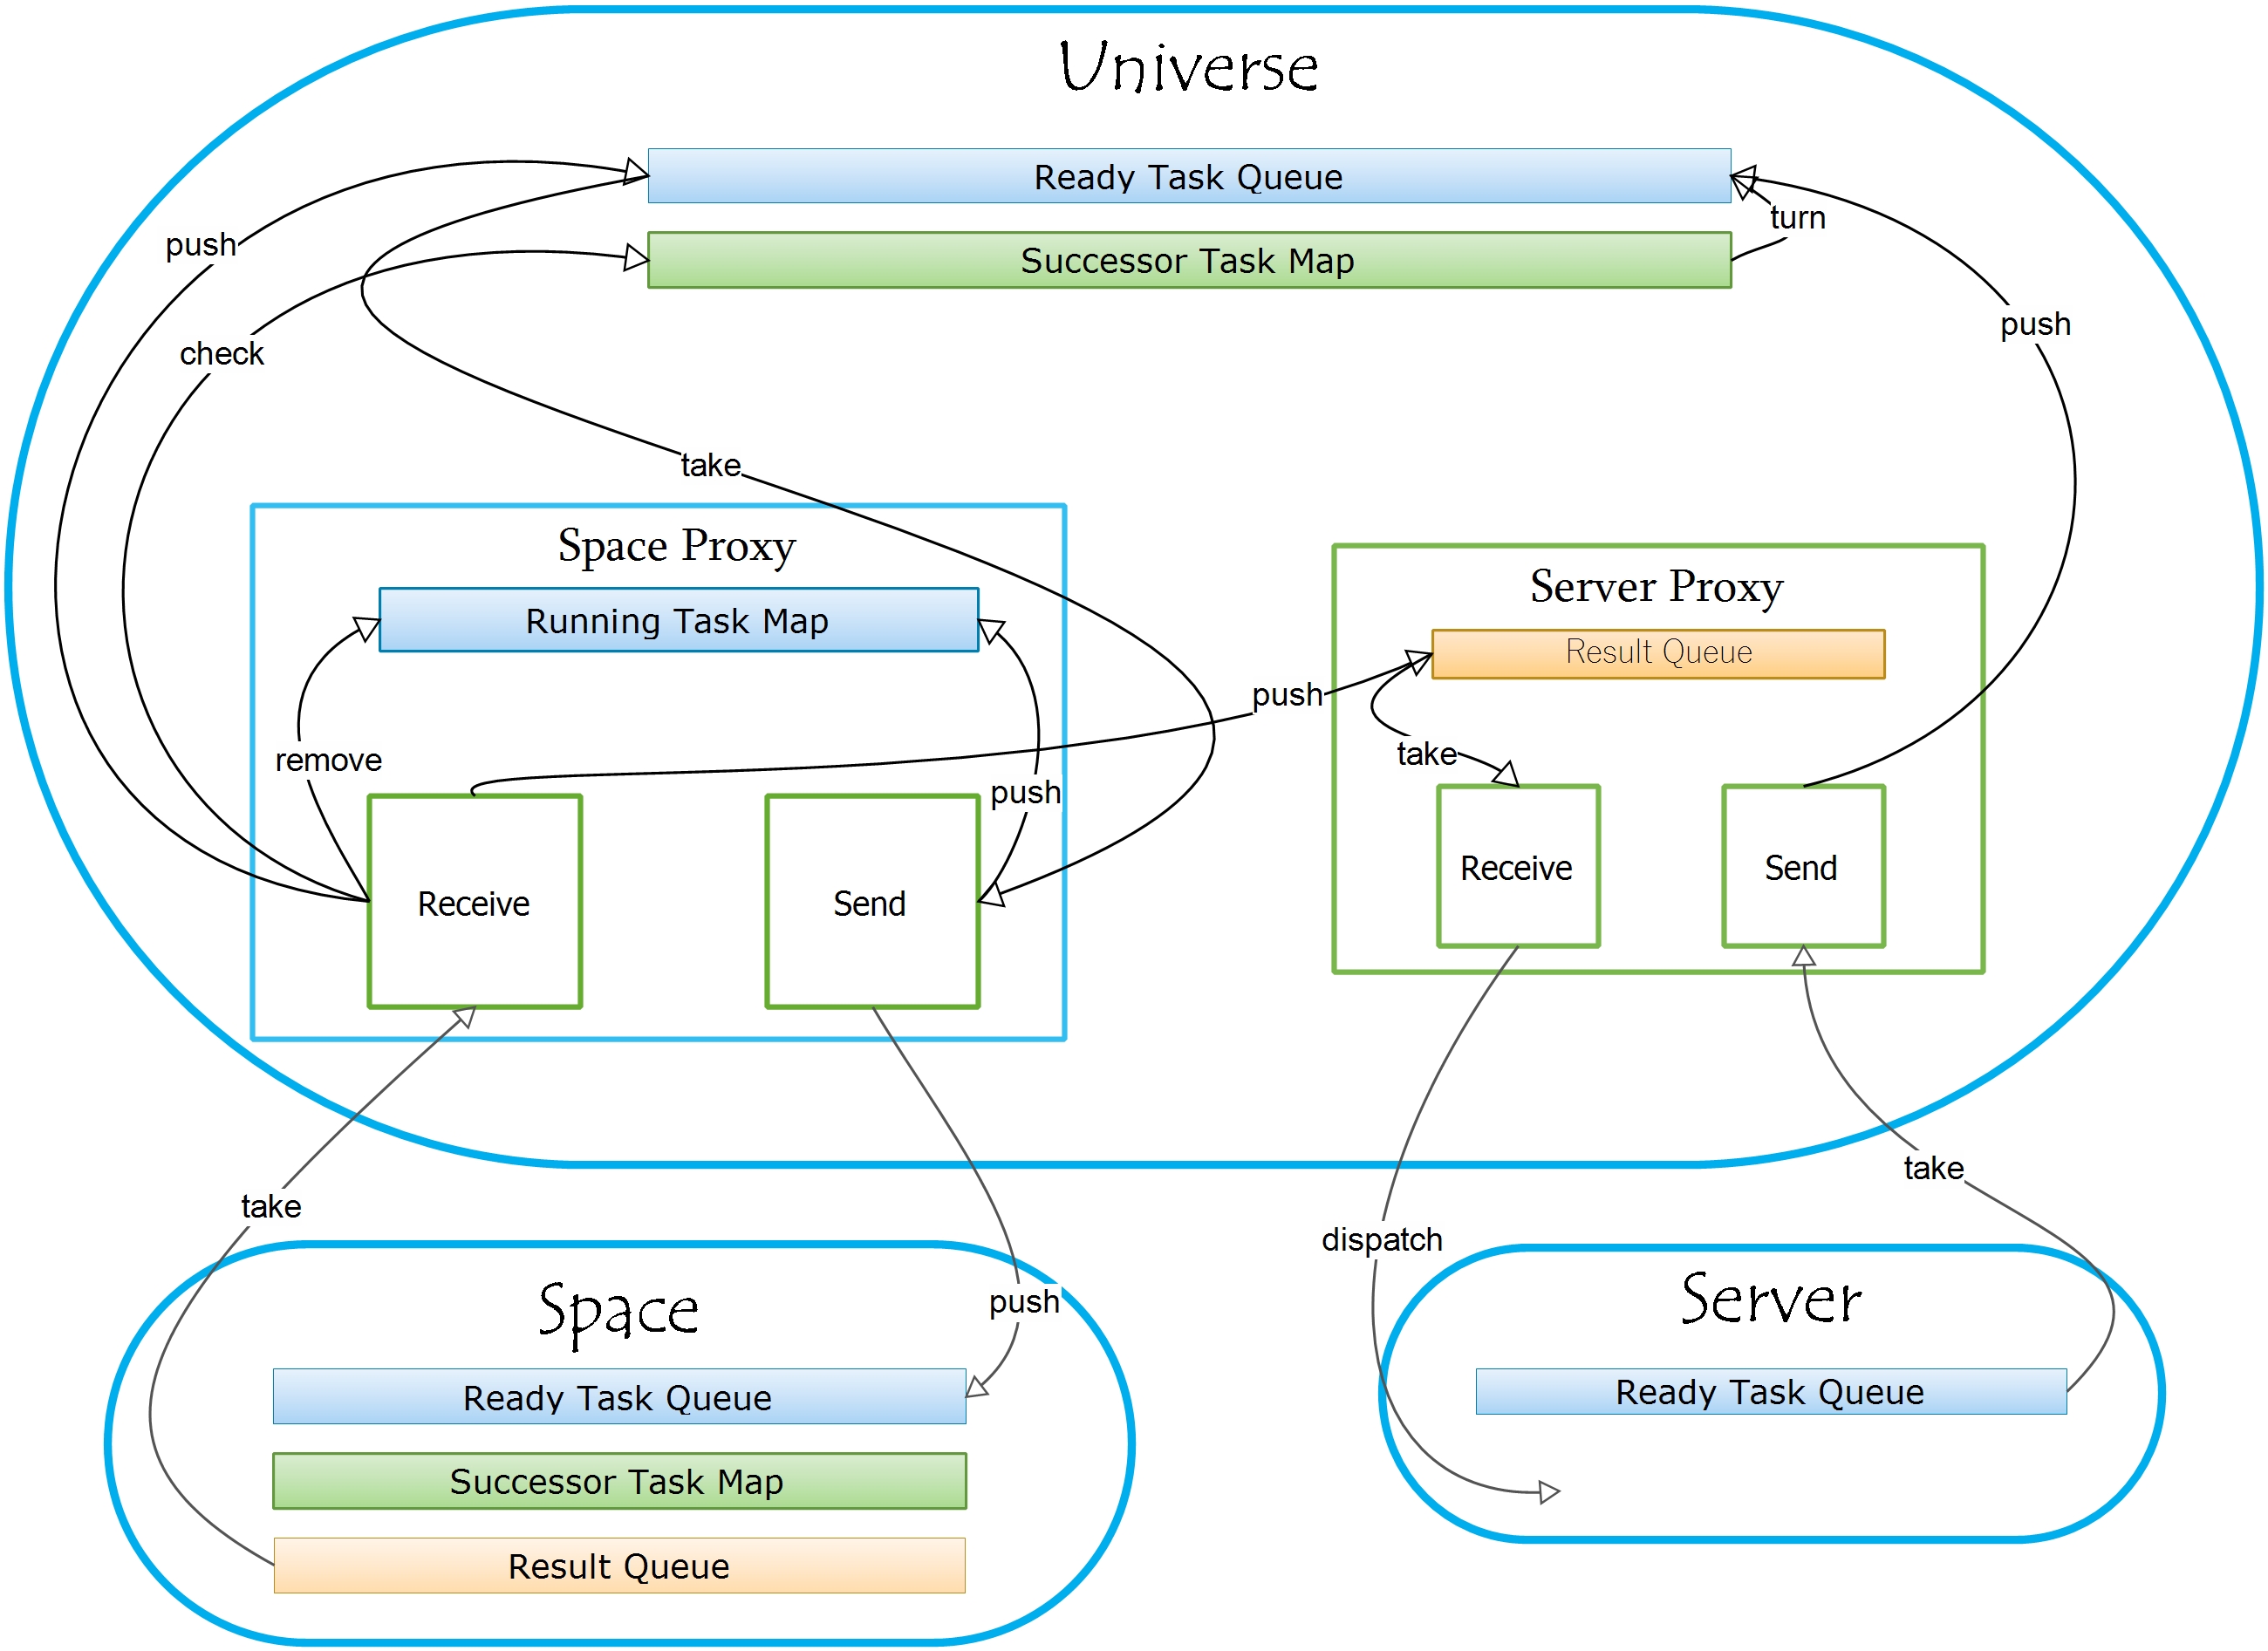 Universe
Ready Task Queue
turn
push
Successor Task Map
push
check
take
Space Proxy
Running Task Map
remove
push
Receive
Send
Server Proxy
Result Queue
push
take
Receive
Send
take
push
dispatch
take
Space
Ready Task Queue
Successor Task Map
Result Queue
Server
Ready Task Queue